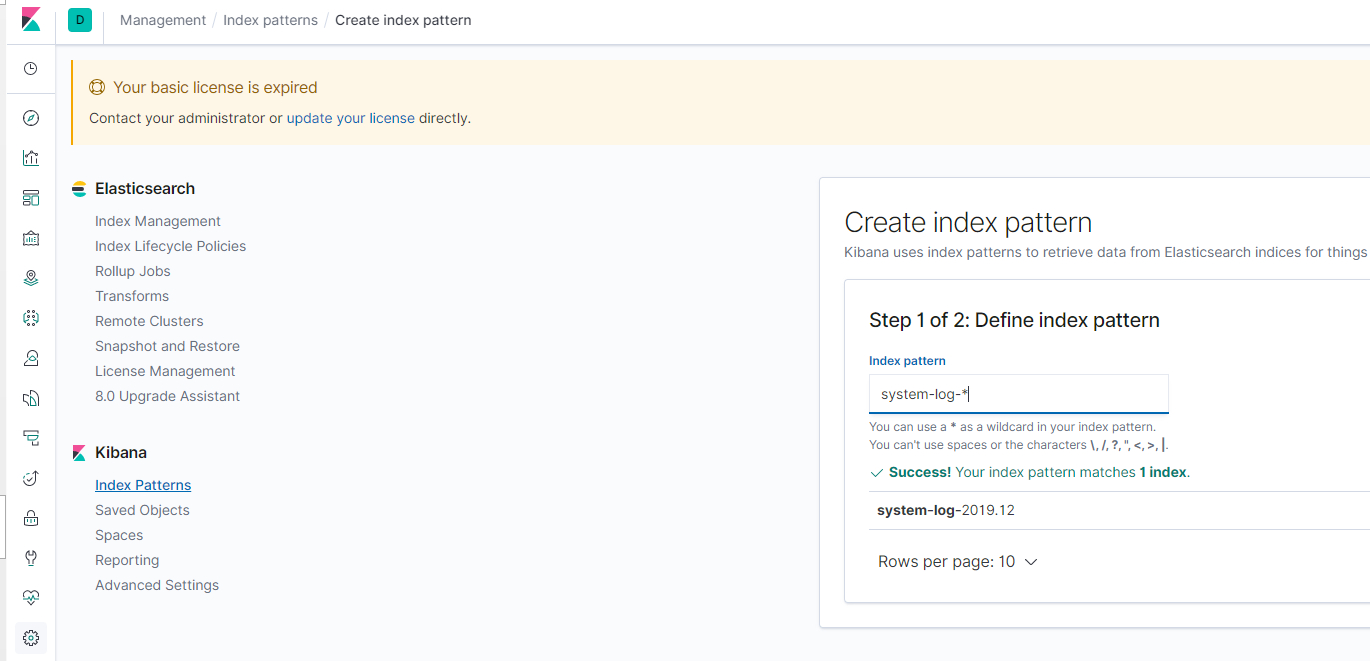 D
Management / Index patterns / Create index pattern
Your basic license is expired
Contact your administrator or update your license directly.
Elasticsearch
Index Management
Index Lifecycle Policies
Rollup Jobs
Transforms
Remote Clusters
Snapshot and Restore
License Management
8.0 Upgrade Assistant
Kibana
Index Patterns
Saved Objects
Spaces
Reporting
Advanced Settings
Create index pattern
Kibana uses index patterns to retrieve data from Elasticsearch indices for things
Step 1 of 2: Define index pattern
Index pattern
system-log-*
You can use a * as a wildcard in your index pattern.
You can't use spaces or the characters \, /, ?, ", <, >, |.
Success! Your index pattern matches 1 index.
system-log-2019.12
Rows per page: 10